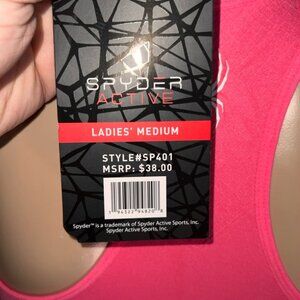 SPYDER
ACTIVE
LADIES' MEDIUM
STYLE#SP401
MSRP: $38.00
Spyder™ is a trademark of Spyder Active Sports, Inc.
Spyder Active Sports, Inc.